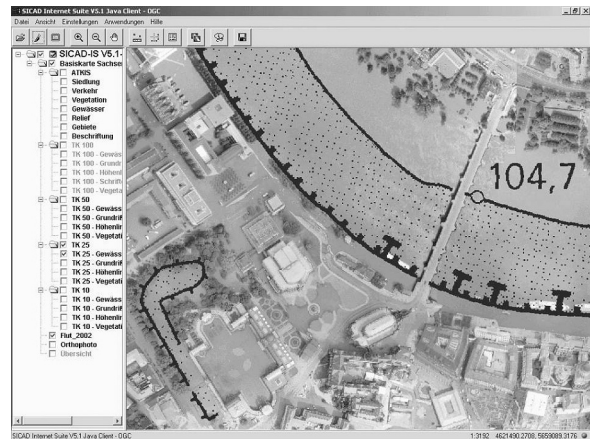 SICAD Internet Suite V5.1 Java Client - OGC
Datei Ansicht Einstellungen Anwendungen Hilfe
SICAD-IS V5.1-
Basiskarte Sachse
ATKIS
Siedlung
Verkehr
Vegetation
Gewässer
Relief
Gebiete
Beschriftung
TK 100
TK 100 - Gewäs
TK 100 - Grundr
TK 100 - Höhenl
TK 100 - Schrift
TK 100 - Vegeta
TK 50
TK 50 - Gewäss
TK 50 - Grundrif
TK 50 - Höhenlir
TK 50 - Vegetati
TK 25
TK 25 - Gewäss
TK 25 - Grundrif
TK 25 - Höhenlir
TK 25 - Vegetati
TK 10
TK 10 - Gewäss
TK 10 - Grundrif
TK 10 - Höhenlir
TK 10 - Vegetati
Flut_2002
Orthophoto
Übersicht
104,7
SICAD Internet Suite V5.1 Java Client - OGC
1:3192 4621490.2708, 5659089.3176